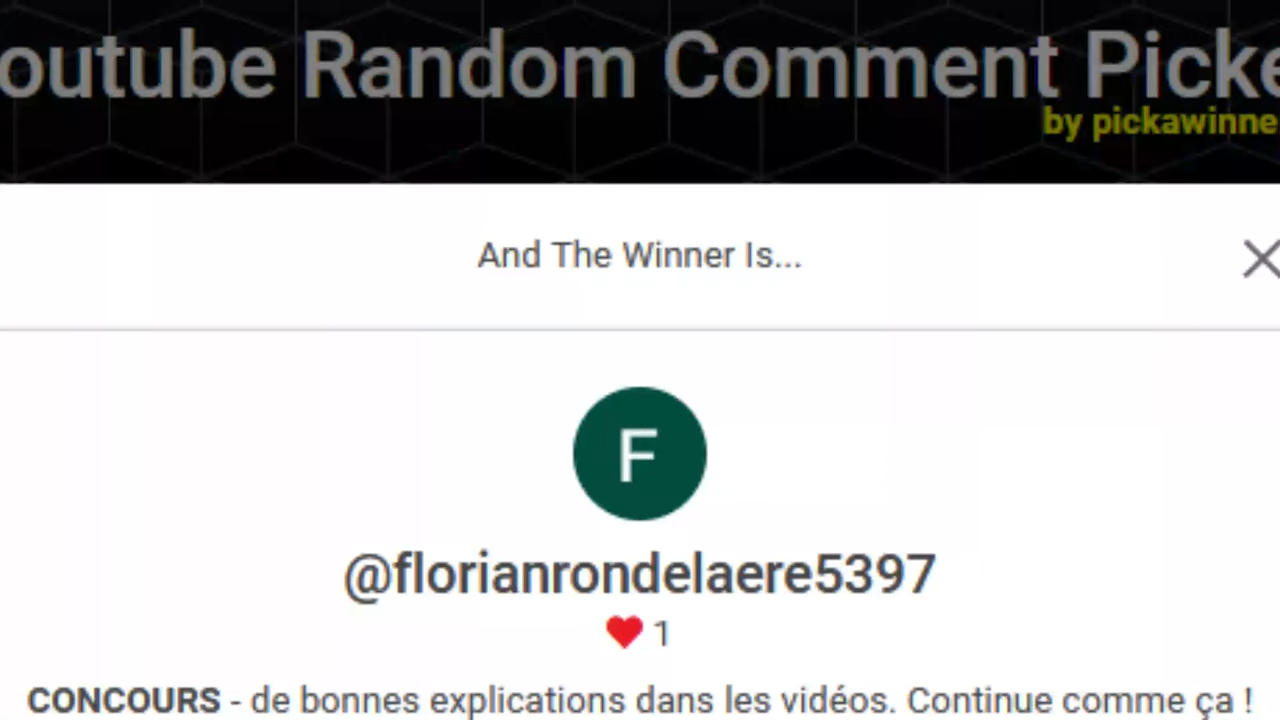 outube Random Comment Picke
by pickawinne
And The Winner Is...
F
@florianrondelaere5397
1
CONCOURS - de bonnes explications dans les vidéos. Continue comme ça !